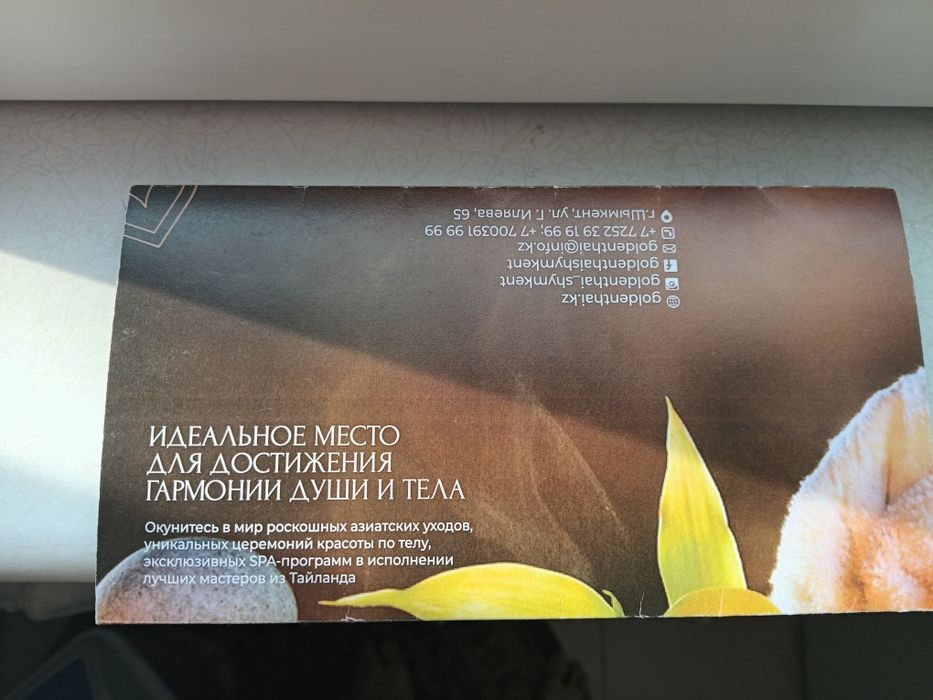 ИДЕАЛЬНОЕ МЕСТО
ДЛЯ ДОСТИЖЕНИЯ
ГАРМОНИИ ДУШИ И ТЕЛА
Окунитесь в мир роскошных азиатских уходов,
уникальных церемоний красоты по телу,
эксклюзивных SPA-программ в исполнении
лучших мастеров из Тайланда
goldenthai.kz
goldenthai_shymkent
goldenthaishymkent
goldenthai@info.kz
+7 7252 39 19 99; +7 700391 99 99
г.Шымкент, ул. Г. Иляева, 65